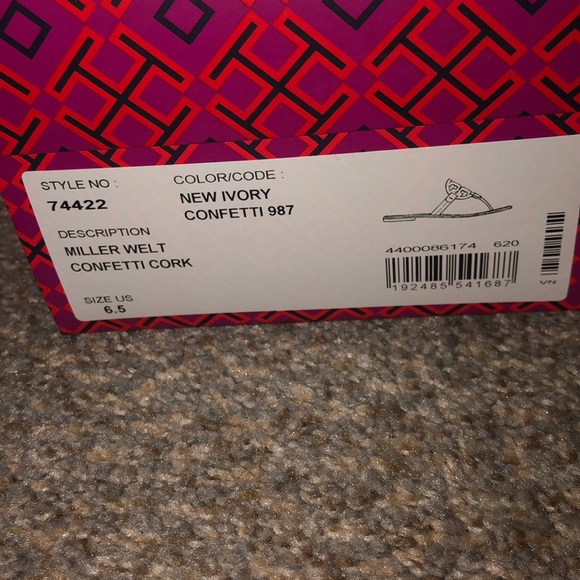 STYLE NO :
74422
COLOR/CODE :
NEW IVORY
CONFETTI 987
DESCRIPTION
MILLER WELT
CONFETTI CORK
SIZE US
6.5
4400086174 620
192485 541687
VN